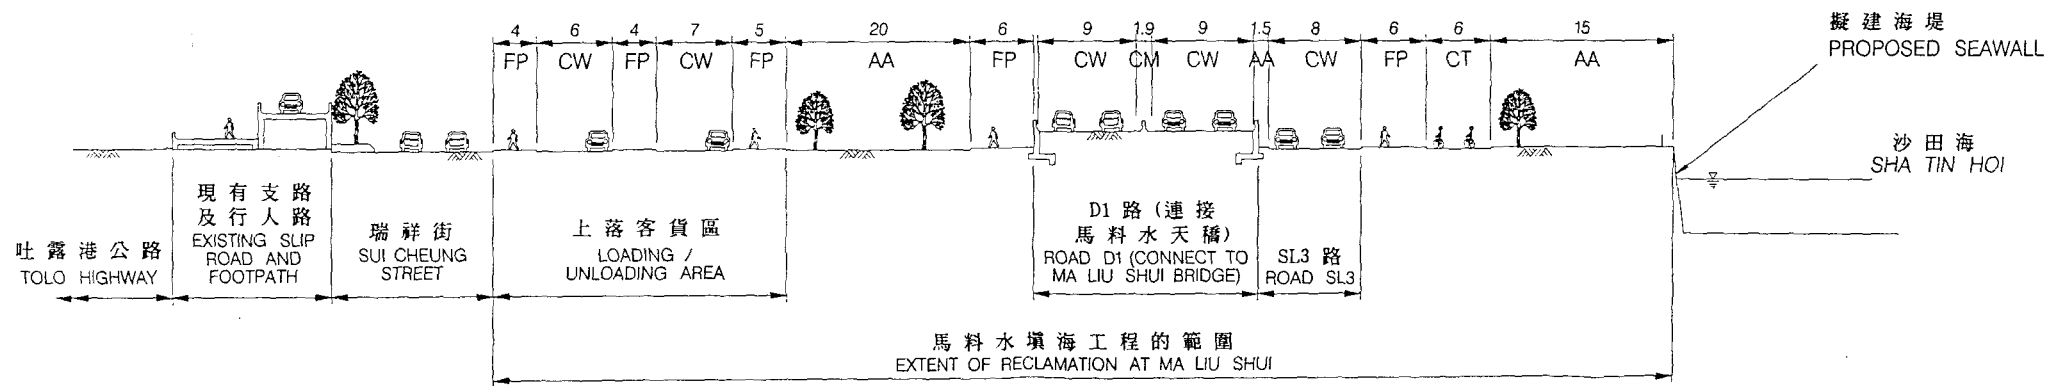 4 6 4 7 5 20 6 9 1.9 9 1.5 8 6 6 15
FP CW FP CW FP AA FP CW CM CW AA CW FP CT AA
擬建海堤
PROPOSED SEAWALL
沙田海
SHA TIN HOI
吐露港公路
TOLO HIGHWAY
現有支路
及行人路
EXISTING SLIP
ROAD AND
FOOTPATH
瑞祥街
SUI CHEUNG
STREET
上落客貨區
LOADING /
UNLOADING AREA
D1 路 (連接
馬料水天橋)
ROAD D1 (CONNECT TO
MA LIU SHUI BRIDGE)
SL3 路
ROAD SL3
馬料水填海工程的範圍
EXTENT OF RECLAMATION AT MA LIU SHUI